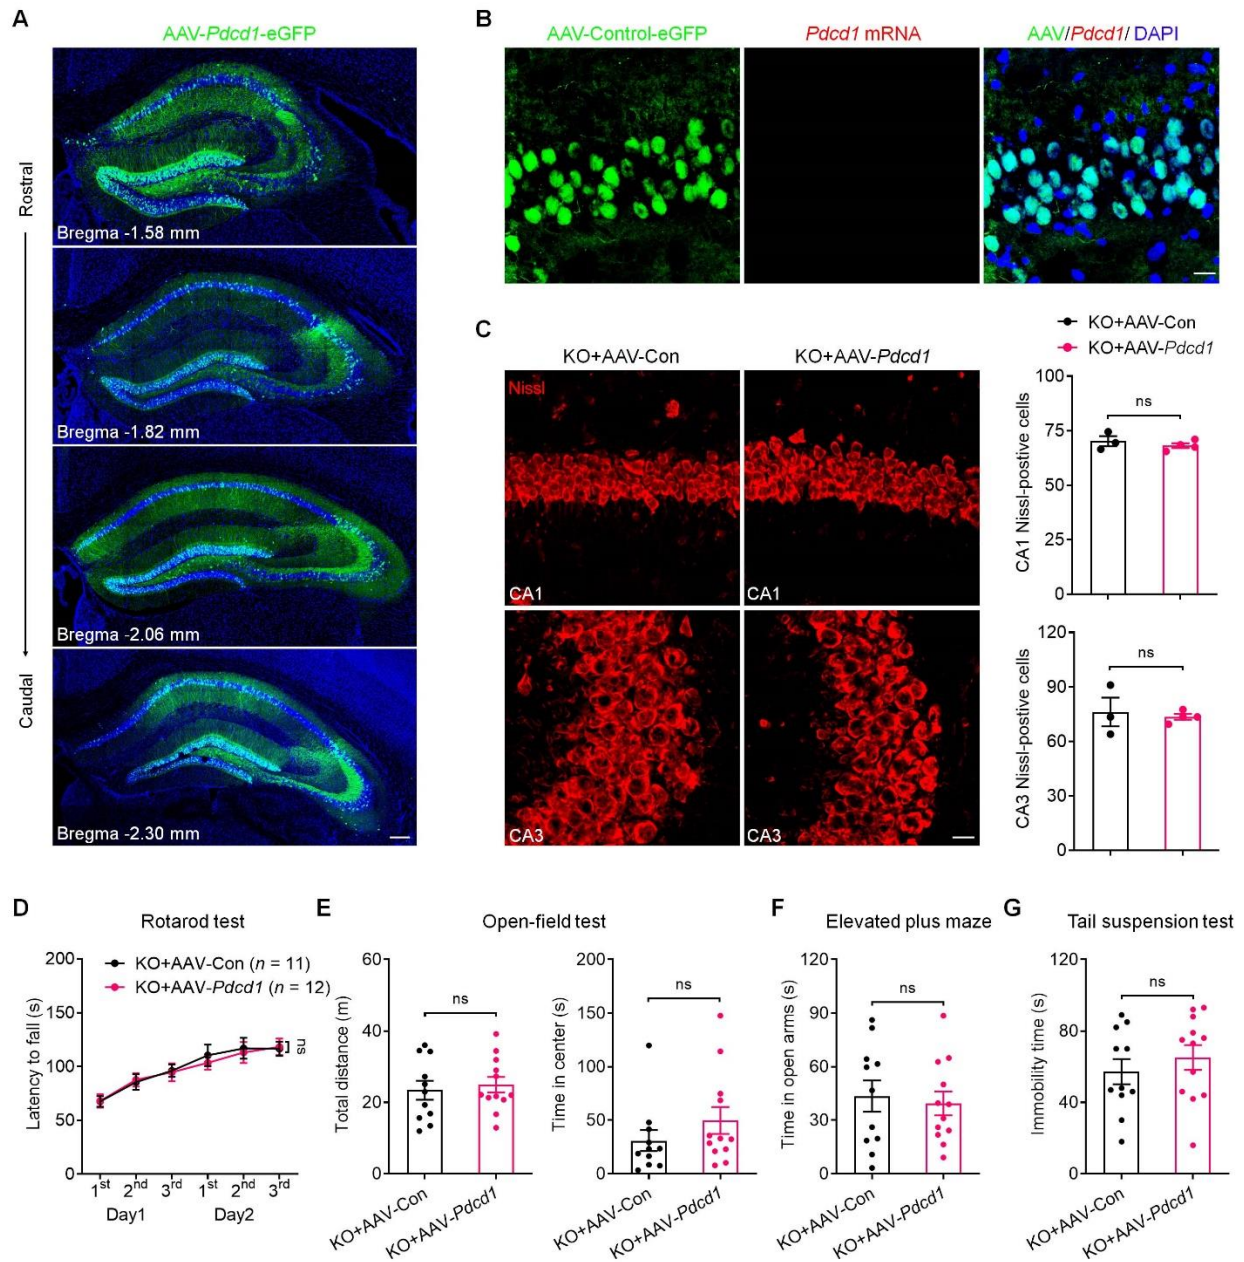 A
AAV-Pdcd1-eGFP
Rostral
Caudal
Bregma -1.58 mm
Bregma -1.82 mm
Bregma -2.06 mm
Bregma -2.30 mm
B
AAV-Control-eGFP
Pdcd1 mRNA
AAV/Pdcd1/ DAPI
C
KO+AAV-Con
KO+AAV-Pdcd1
Nissl
CA1
CA1
CA3
CA3
KO+AAV-Con
KO+AAV-Pdcd1
CA1 Nissl-postive cells
100
75
50
25
0
ns
CA3 Nissl-postive cells
120
90
60
30
0
ns
D
Rotarod test
KO+AAV-Con (n = 11)
KO+AAV-Pdcd1 (n = 12)
Latency to fall (s)
200
150
100
50
0
ns
1st 2nd 3rd 1st 2nd 3rd
Day1 Day2
E
Open-field test
Total distance (m)
60
40
20
0
ns
KO+AAV-Con
KO+AAV-Pdcd1
Time in center (s)
200
150
100
50
0
ns
KO+AAV-Con
KO+AAV-Pdcd1
F
Elevated plus maze
Time in open arms (s)
120
90
60
30
0
ns
KO+AAV-Con
KO+AAV-Pdcd1
G
Tail suspension test
Immobility time (s)
120
80
40
0
ns
KO+AAV-Con
KO+AAV-Pdcd1